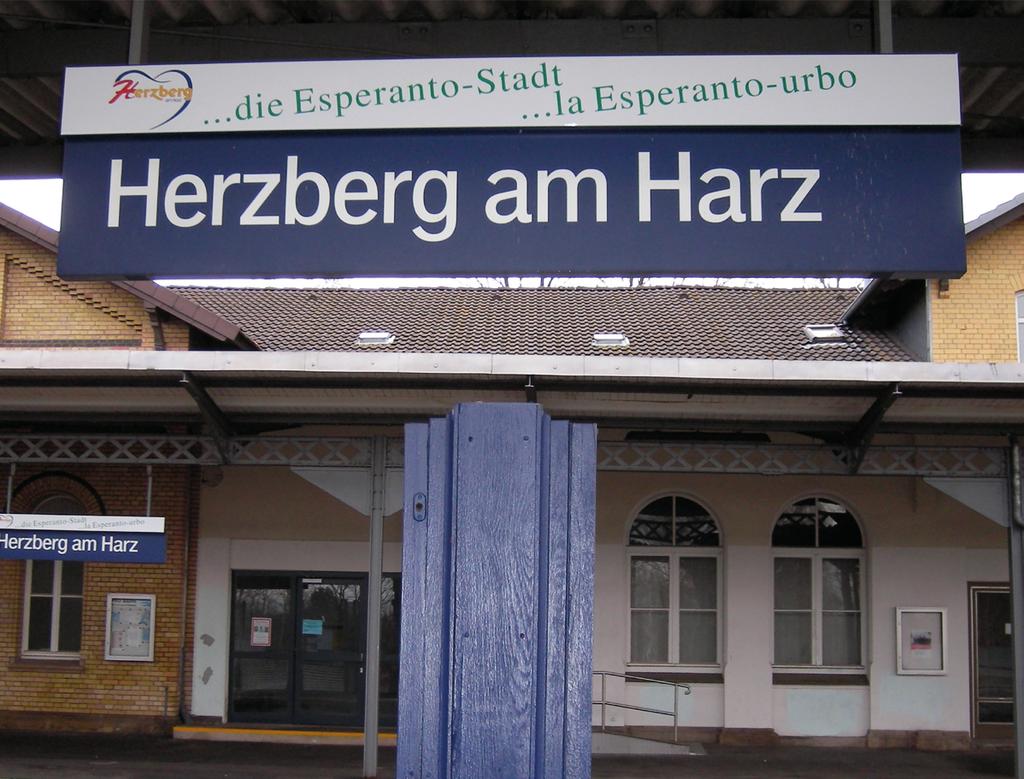 Herzberg
...die Esperanto-Stadt
...la Esperanto-urbo
Herzberg am Harz
...die Esperanto-Stadt
...la Esperanto-urbo
Herzberg am Harz